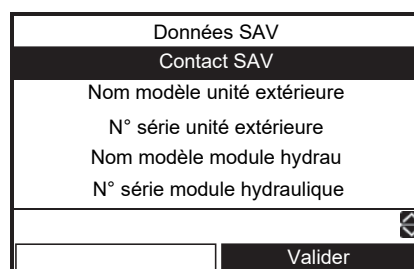 Données SAV
Contact SAV
Nom modèle unité extérieure
N° série unité extérieure
Nom modèle module hydrau
N° série module hydraulique
Valider